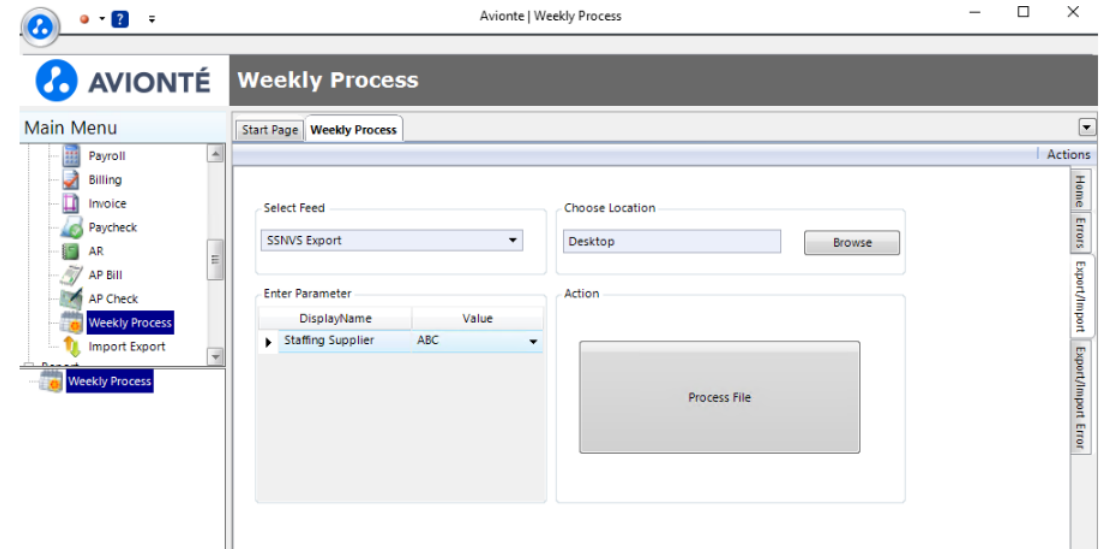 ?
Avionte | Weekly Process
AVIONTÉ
Weekly Process
Main Menu
Start Page
Weekly Process
Actions
Payroll
Billing
Invoice
Paycheck
AR
AP Bill
AP Check
Weekly Process
Import Export
Report
Weekly Process
Select Feed
SSNVS Export
Choose Location
Desktop
Browse
Enter Parameter
DisplayName Value
Staffing Supplier ABC
Action
Process File
Home
Errors
Export/Import
Export/Import Error